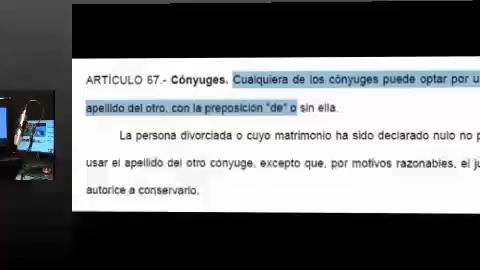 ARTÍCULO 67.- Cónyuges. Cualquiera de los cónyuges puede optar por u
apellido del otro, con la preposición "de" o sin ella.
La persona divorciada o cuyo matrimonio ha sido declarado nulo no p
usar el apellido del otro cónyuge, excepto que, por motivos razonables, el ju
autorice a conservarlo.